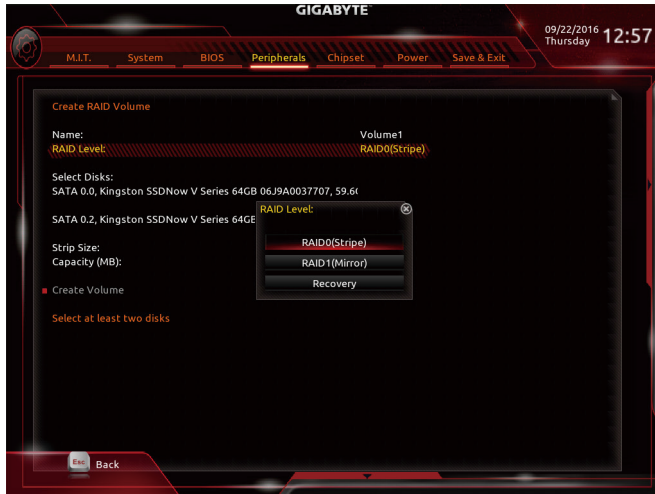 GIGABYTE
09/22/2016 Thursday 12:57
M.I.T. System BIOS Peripherals Chipset Power Save & Exit
Create RAID Volume
Name: Volume1
RAID Level: RAID0(Stripe)
Select Disks:
SATA 0.0, Kingston SSDNow V Series 64GB 06J9A0037707, 59.6(
SATA 0.2, Kingston SSDNow V Series 64GB
RAID Level:
RAID0(Stripe)
RAID1(Mirror)
Recovery
Strip Size:
Capacity (MB):
Create Volume
Select at least two disks
Esc Back